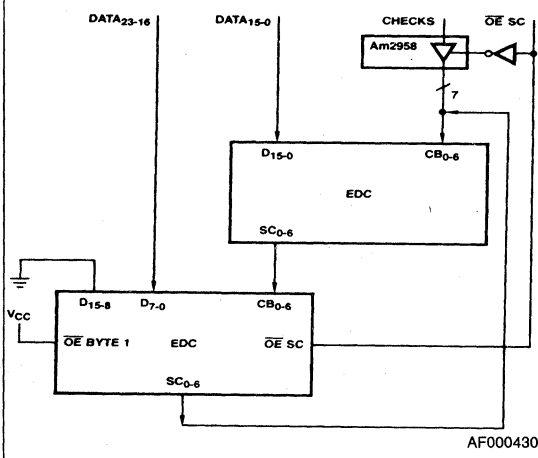 DATA23-16
DATA15-0
CHECKS
OE SC
Am2958
7
D15-0
CB0-6
EDC
SC0-6
D15-8
D7-0
CB0-6
VCC
OE BYTE 1
EDC
OE SC
SC0-6
AF000430